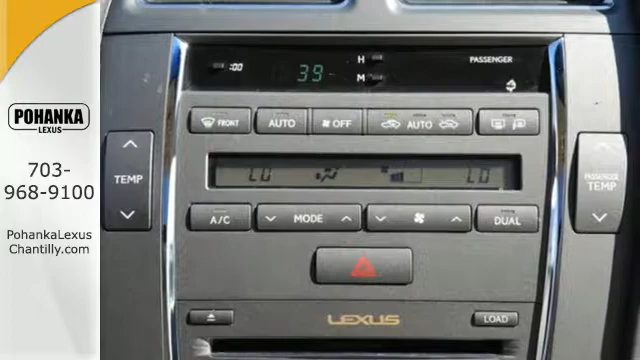 POHANKA
LEXUS
703-
968-9100
PohankaLexus
Chantilly.com
:00
39
H
M
PASSENGER
FRONT
AUTO
OFF
AUTO
TEMP
LO
LO
PASSENGER
TEMP
A/C
MODE
DUAL
LEXUS
LOAD